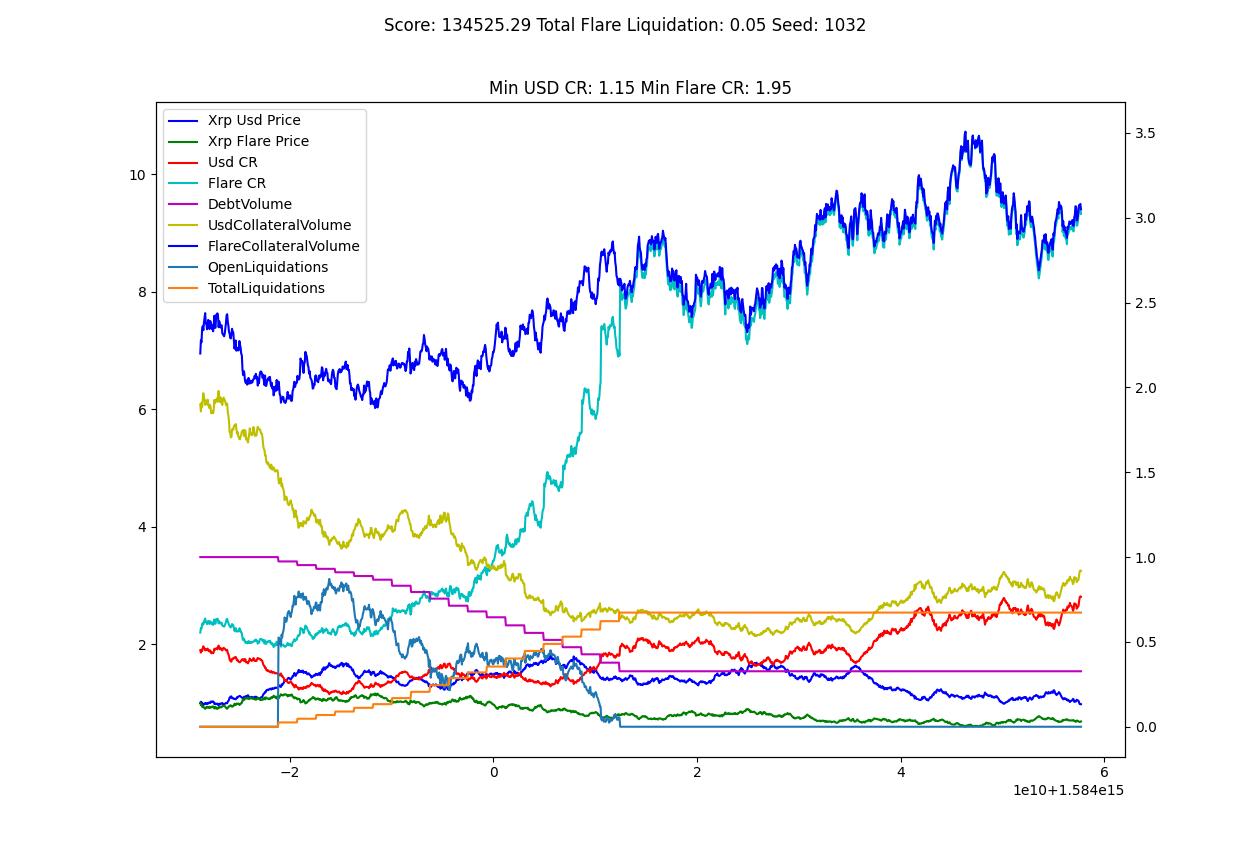 Score: 134525.29 Total Flare Liquidation: 0.05 Seed: 1032
Min USD CR: 1.15 Min Flare CR: 1.95
Xrp Usd Price
Xrp Flare Price
Usd CR
Flare CR
DebtVolume
UsdCollateralVolume
FlareCollateralVolume
OpenLiquidations
TotalLiquidations
10
8
6
4
2
3.5
3.0
2.5
2.0
1.5
1.0
0.5
0.0
−2 0 2 4 6
1e10+1.584e15